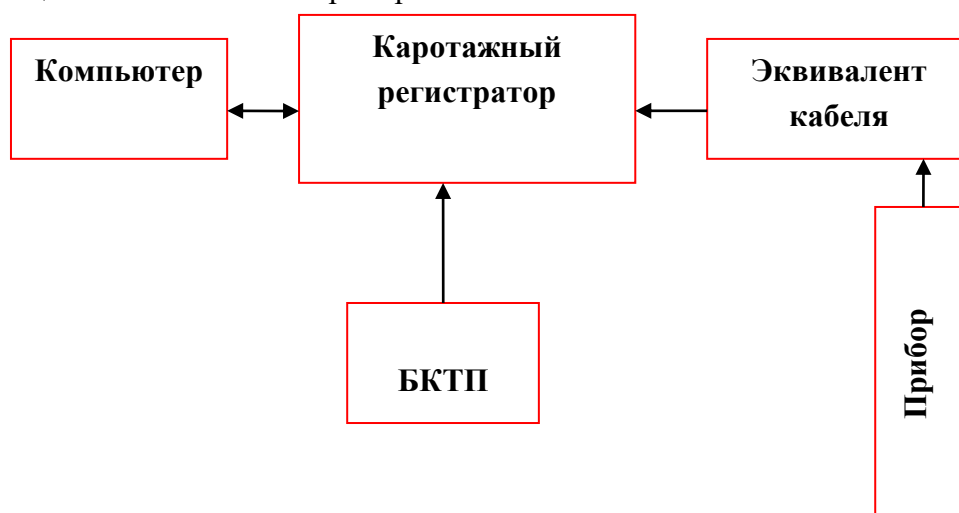 Компьютер
Каротажный
регистратор
Эквивалент
кабеля
БКТП
Прибор